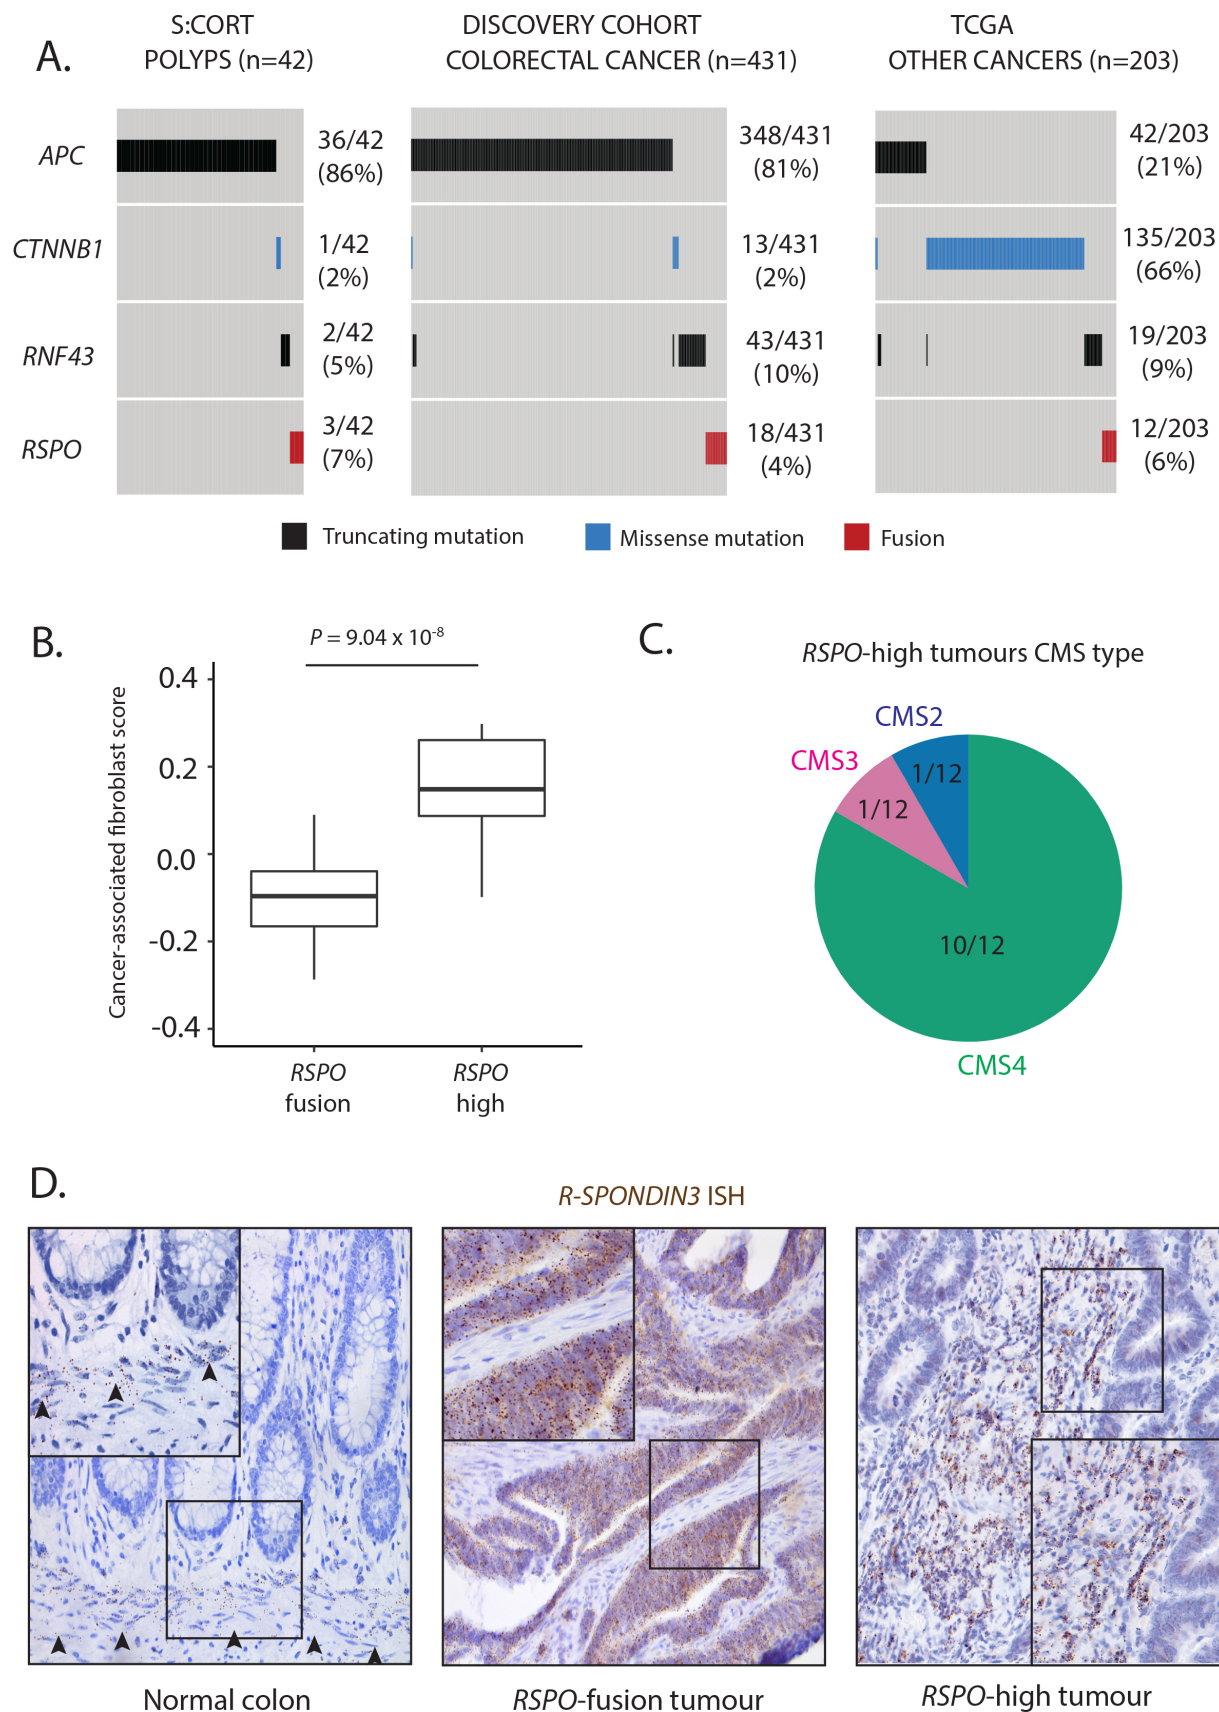 A.
S:CORT
POLYPS (n=42)
DISCOVERY COHORT
COLORECTAL CANCER (n=431)
TCGA
OTHER CANCERS (n=203)
APC
36/42
(86%)
348/431
(81%)
42/203
(21%)
CTNNB1
1/42
(2%)
13/431
(2%)
135/203
(66%)
RNF43
2/42
(5%)
43/431
(10%)
19/203
(9%)
RSPO
3/42
(7%)
18/431
(4%)
12/203
(6%)
Truncating mutation
Missense mutation
Fusion
B.
P = 9.04 x 10-8
Cancer-associated fibroblast score
0.4
0.2
0.0
-0.2
-0.4
RSPO
fusion
RSPO
high
C.
RSPO-high tumours CMS type
CMS2
CMS3
1/12
1/12
10/12
CMS4
D.
R-SPONDIN3 ISH
Normal colon
RSPO-fusion tumour
RSPO-high tumour